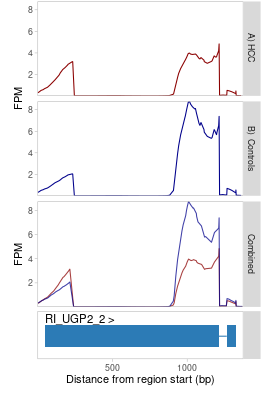 8
6
4
2
A) HCC
FPM
8
6
4
2
B) Controls
8
6
4
2
FPM
Combined
RI_UGP2_2 >
500 1000
Distance from region start (bp)